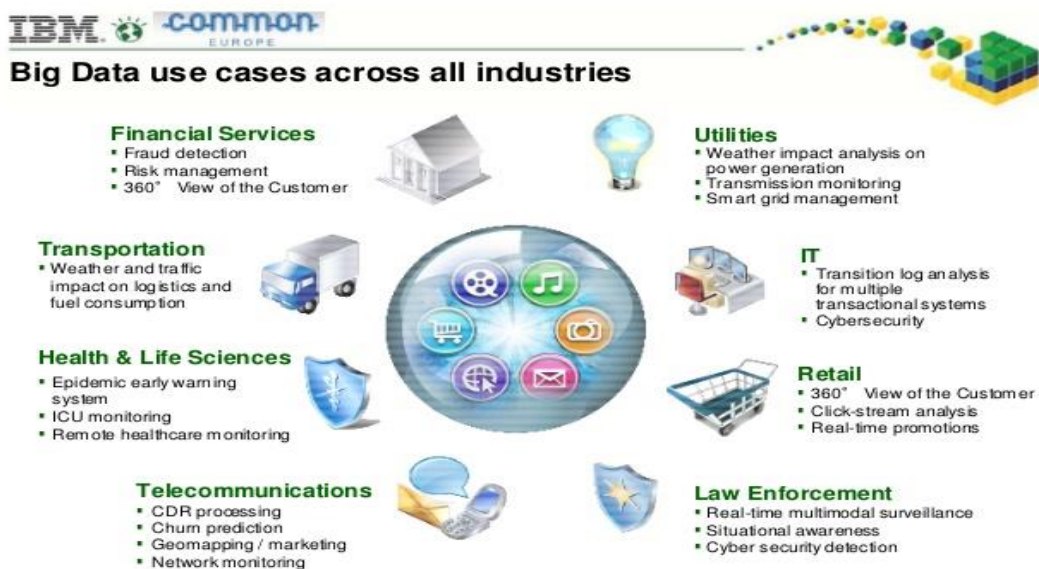 IBM.
COMMON
EUROPE
Big Data use cases across all industries
Financial Services
▪ Fraud detection
▪ Risk management
▪ 360° View of the Customer
Utilities
▪ Weather impact analysis on
power generation
▪ Transmission monitoring
▪ Smart grid management
Transportation
▪ Weather and traffic
impact on logistics and
fuel consumption
IT
▪ Transition log analysis
for multiple
transactional systems
▪ Cybersecurity
Health & Life Sciences
▪ Epidemic early warning
system
▪ ICU monitoring
▪ Remote healthcare monitoring
Retail
▪ 360° View of the Customer
▪ Click-stream analysis
▪ Real-time promotions
Telecommunications
▪ CDR processing
▪ Churn prediction
▪ Geomapping / marketing
▪ Network monitoring
Law Enforcement
▪ Real-time multimodal surveillance
▪ Situational awareness
▪ Cyber security detection